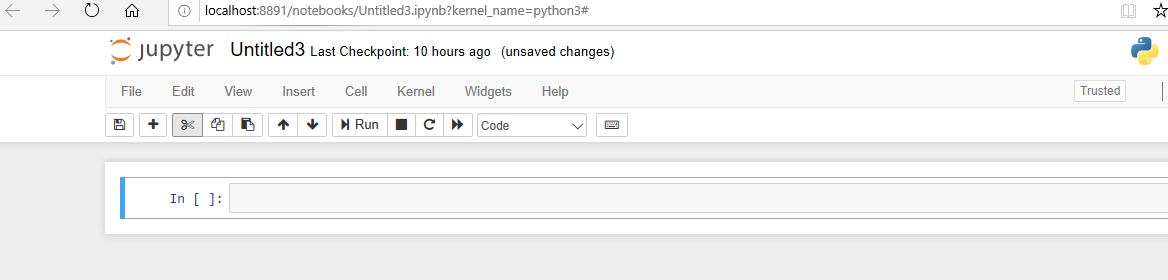 localhost:8891/notebooks/Untitled3.ipynb?kernel_name=python3#
jupyter Untitled3 Last Checkpoint: 10 hours ago (unsaved changes)
File Edit View Insert Cell Kernel Widgets Help Trusted
Run Code
In [ ]: